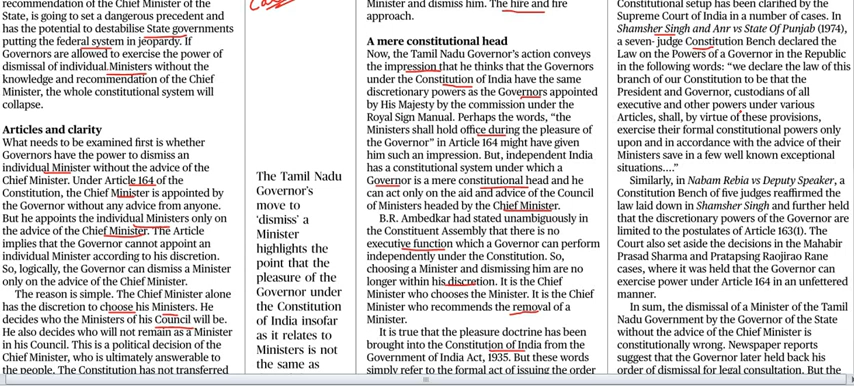 recommendation of the Chief Minister of the
State, is going to set a dangerous precedent and
has the potential to destabilise State governments
putting the federal system in jeopardy. If
Governors are allowed to exercise the power of
dismissal of individual Ministers without the
knowledge and recommendation of the Chief
Minister, the whole constitutional system will
collapse.
Articles and clarity
What needs to be examined first is whether
Governors have the power to dismiss an
individual Minister without the advice of the
Chief Minister. Under Article 164 of the
Constitution, the Chief Minister is appointed by
the Governor without any advice from anyone.
But he appoints the individual Ministers only on
the advice of the Chief Minister. The Article
implies that the Governor cannot appoint an
individual Minister according to his discretion.
So, logically, the Governor can dismiss a Minister
only on the advice of the Chief Minister.
The reason is simple. The Chief Minister alone
has the discretion to choose his Ministers. He
decides who the Ministers of his Council will be.
He also decides who will not remain as a Minister
in his Council. This is a political decision of the
Chief Minister, who is ultimately answerable to
the people. The Constitution has not transferred
The Tamil Nadu
Governor's
move to
'dismiss' a
Minister
highlights the
point that the
pleasure of the
Governor under
the Constitution
of India insofar
as it relates to
Ministers is not
the same as
Minister and dismiss him. The hire and fire
approach.
A mere constitutional head
Now, the Tamil Nadu Governor's action conveys
the impression that he thinks that the Governors
under the Constitution of India have the same
discretionary powers as the Governors appointed
by His Majesty by the commission under the
Royal Sign Manual. Perhaps the words, "the
Ministers shall hold office during the pleasure of
the Governor" in Article 164 might have given
him such an impression. But, independent India
has a constitutional system under which a
Governor is a mere constitutional head and he
can act only on the aid and advice of the Council
of Ministers headed by the Chief Minister.
B.R. Ambedkar had stated unambiguously in
the Constituent Assembly that there is no
executive function which a Governor can perform
independently under the Constitution. So,
choosing a Minister and dismissing him are no
longer within his discretion. It is the Chief
Minister who chooses the Minister. It is the Chief
Minister who recommends the removal of a
Minister.
It is true that the pleasure doctrine has been
brought into the Constitution of India from the
Government of India Act, 1935. But these words
simply refer to the formal act of issuing the order
Constitutional setup has been clarified by the
Supreme Court of India in a number of cases. In
Shamsher Singh and Anr vs State Of Punjab (1974),
a seven-judge Constitution Bench declared the
Law on the Powers of a Governor in the Republic
in the following words: "we declare the law of this
branch of our Constitution to be that the
President and Governor, custodians of all
executive and other powers under various
Articles, shall, by virtue of these provisions,
exercise their formal constitutional powers only
upon and in accordance with the advice of their
Ministers save in a few well known exceptional
situations...."
Similarly, in Nabam Rebia vs Deputy Speaker, a
Constitution Bench of five judges reaffirmed the
law laid down in Shamsher Singh and further held
that the discretionary powers of the Governor are
limited to the postulates of Article 163(1). The
Court also set aside the decisions in the Mahabir
Prasad Sharma and Pratapsing Raojirao Rane
cases, where it was held that the Governor can
exercise power under Article 164 in an unfettered
manner.
In sum, the dismissal of a Minister of the Tamil
Nadu Government by the Governor of the State
without the advice of the Chief Minister is
constitutionally wrong. Newspaper reports
suggest that the Governor later held back his
order of dismissal for legal consultation. But the